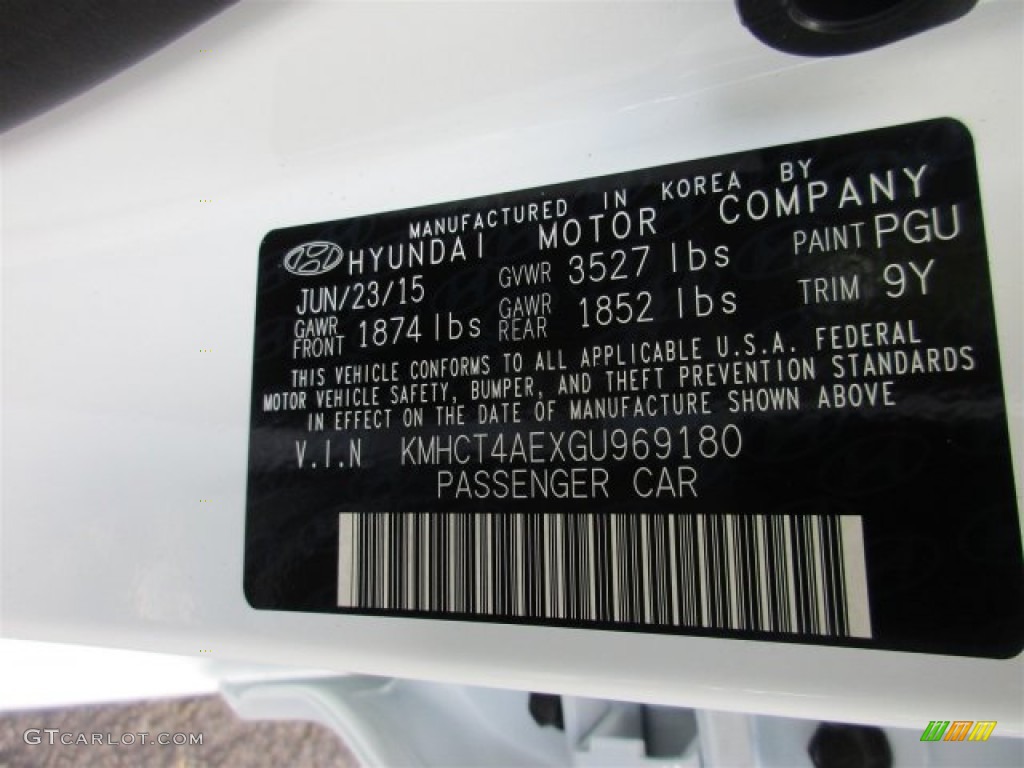 MANUFACTURED IN KOREA BY
HYUNDAI MOTOR COMPANY
JUN/23/15 GVWR 3527 lbs PAINT PGU
GAWR FRONT 1874 lbs GAWR REAR 1852 lbs TRIM 9Y
THIS VEHICLE CONFORMS TO ALL APPLICABLE U.S.A. FEDERAL
MOTOR VEHICLE SAFETY, BUMPER, AND THEFT PREVENTION STANDARDS
IN EFFECT ON THE DATE OF MANUFACTURE SHOWN ABOVE
V.I.N KMHCT4AEXGU969180
PASSENGER CAR
GTCARLOT.COM